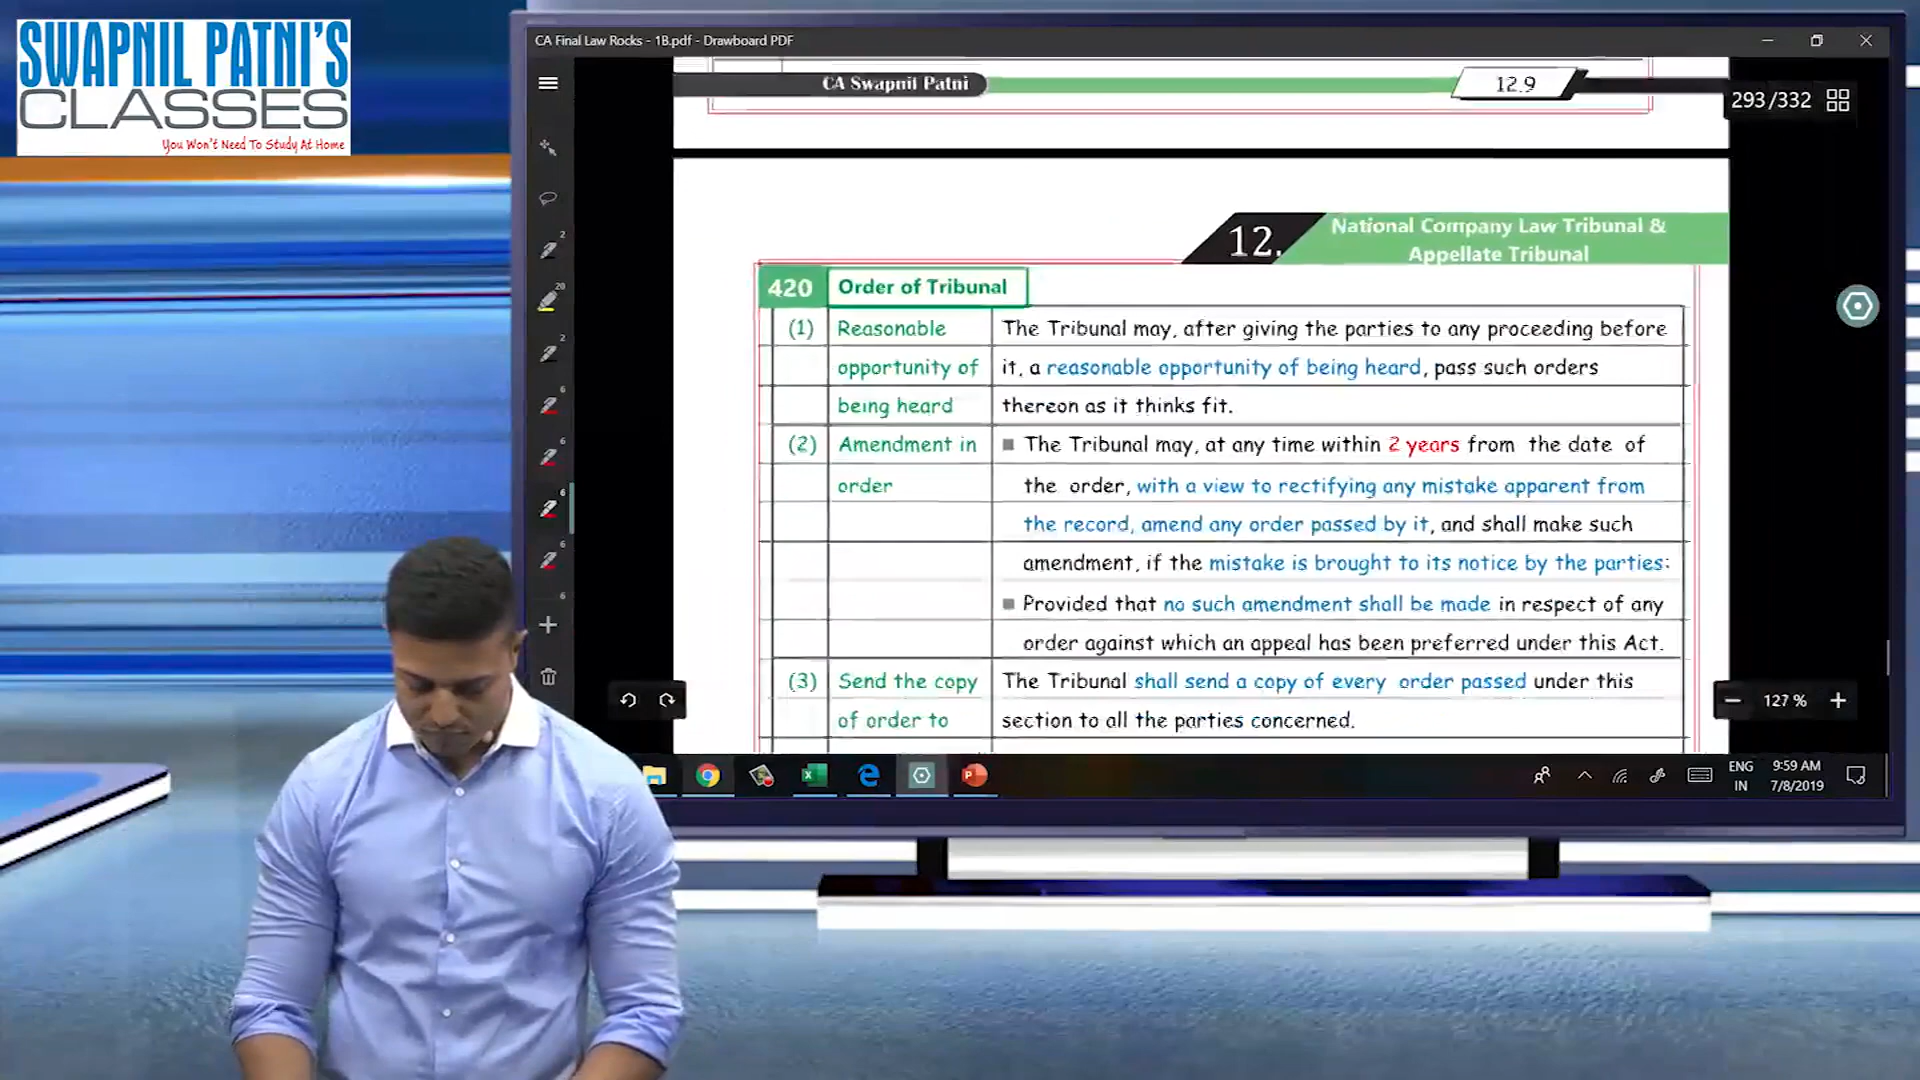 SWAPNIL PATNI'S
CLASSES
You Won't Need To Study At Home
CA Final Law Rocks - 1B.pdf - Drawboard PDF
CA Swapnil Patni
12.9
293/332
12.
National Company Law Tribunal &
Appellate Tribunal
420 Order of Tribunal
(1) Reasonable The Tribunal may, after giving the parties to any proceeding before
opportunity of it, a reasonable opportunity of being heard, pass such orders
being heard thereon as it thinks fit.
(2) Amendment in ■ The Tribunal may, at any time within 2 years from the date of
order the order, with a view to rectifying any mistake apparent from
the record, amend any order passed by it, and shall make such
amendment, if the mistake is brought to its notice by the parties:
■ Provided that no such amendment shall be made in respect of any
order against which an appeal has been preferred under this Act.
(3) Send the copy The Tribunal shall send a copy of every order passed under this
of order to section to all the parties concerned.
2
20
2
6
6
6
6
6
127 %
ENG
IN
9:59 AM
7/8/2019